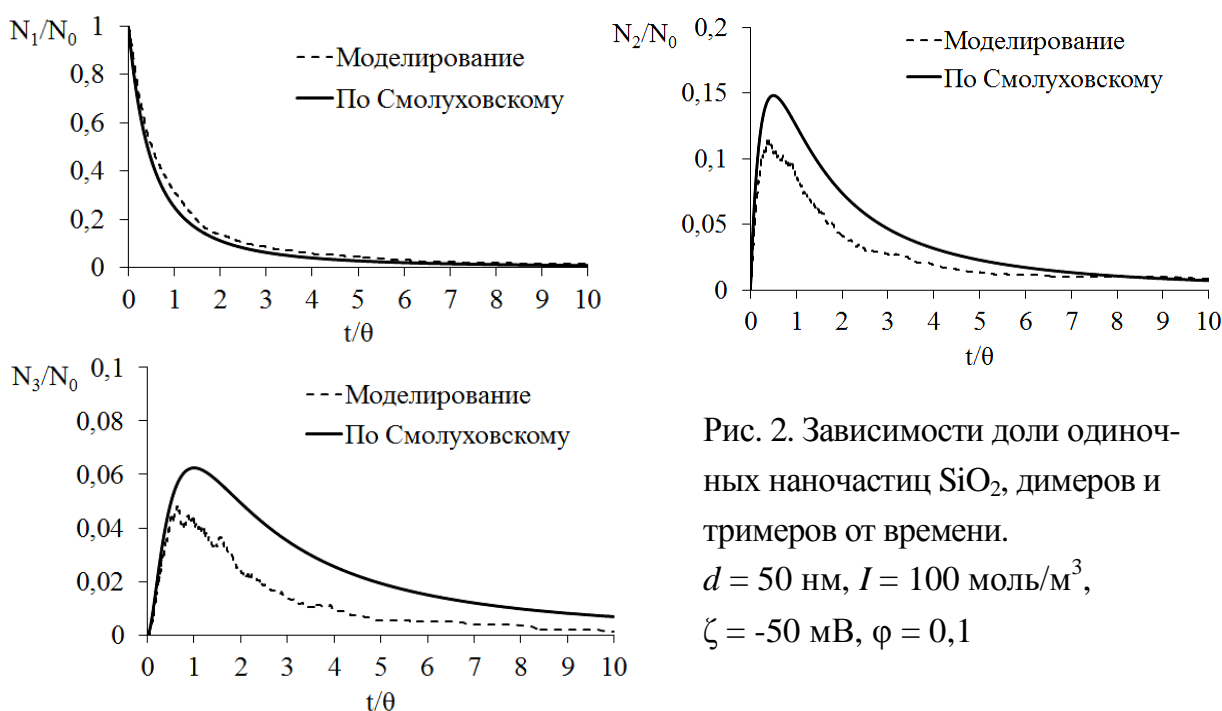 N₁/N₀
1
0,8
0,6
0,4
0,2
0
0 1 2 3 4 5 6 7 8 9 10
t/θ
Моделирование
По Смолуховскому
N₂/N₀
0,2
0,15
0,1
0,05
0
0 1 2 3 4 5 6 7 8 9 10
t/θ
Моделирование
По Смолуховскому
N₃/N₀
0,1
0,08
0,06
0,04
0,02
0
0 1 2 3 4 5 6 7 8 9 10
t/θ
Моделирование
По Смолуховскому
Рис. 2. Зависимости доли одиноч-
ных наночастиц SiO₂, димеров и
тримеров от времени.
d = 50 нм, I = 100 моль/м³,
ζ = -50 мВ, φ = 0,1